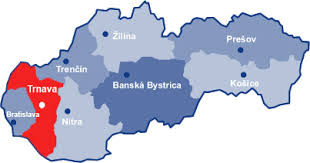 Žilina
Prešov
Trenčín
Banská Bystrica
Košice
Trnava
Bratislava
Nitra